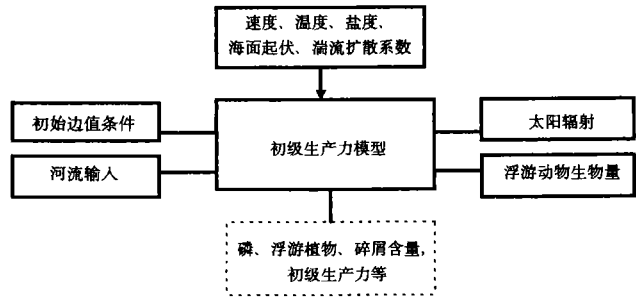 速度、温度、盐度、
海面起伏、湍流扩散系数
初始边值条件
初级生产力模型
太阳辐射
河流输入
浮游动物生物量
磷、浮游植物、碎屑含量,
初级生产力等